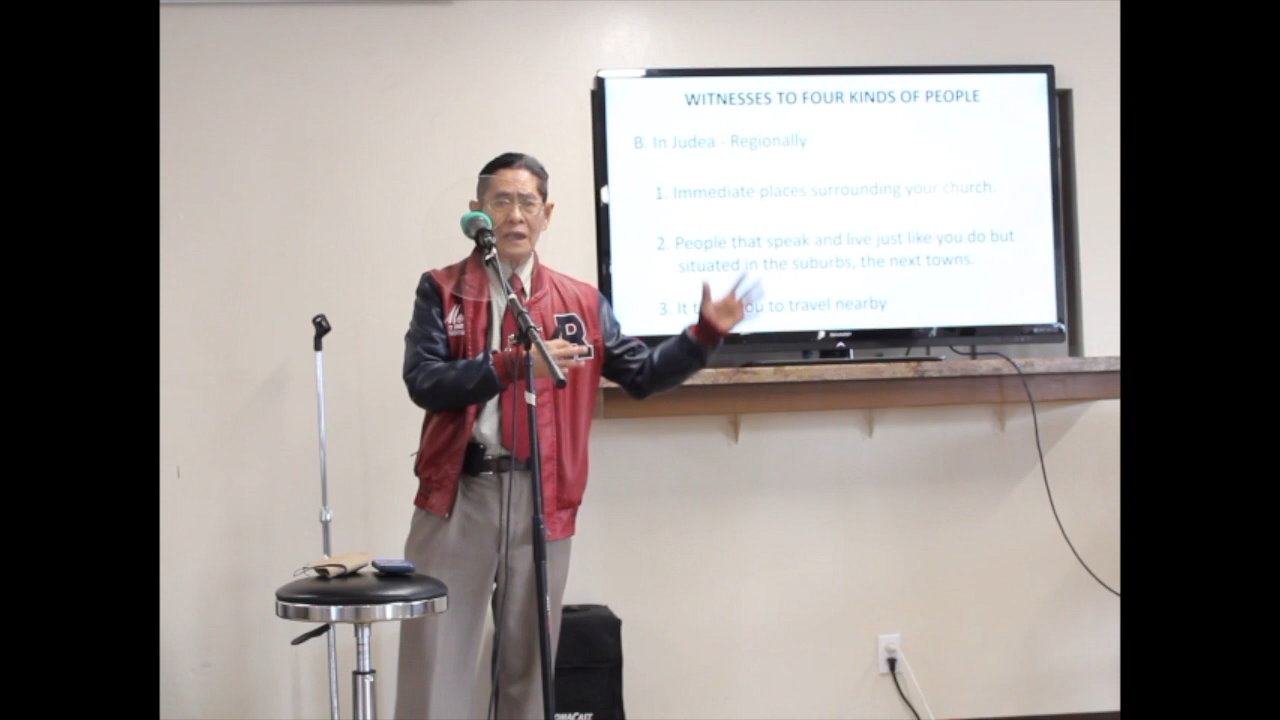 WITNESSES TO FOUR KINDS OF PEOPLE
B. In Judea - Regionally
1. Immediate places surrounding your church.
2. People that speak and live just like you do but
situated in the suburbs, the next towns.
3. It you to travel nearby
R